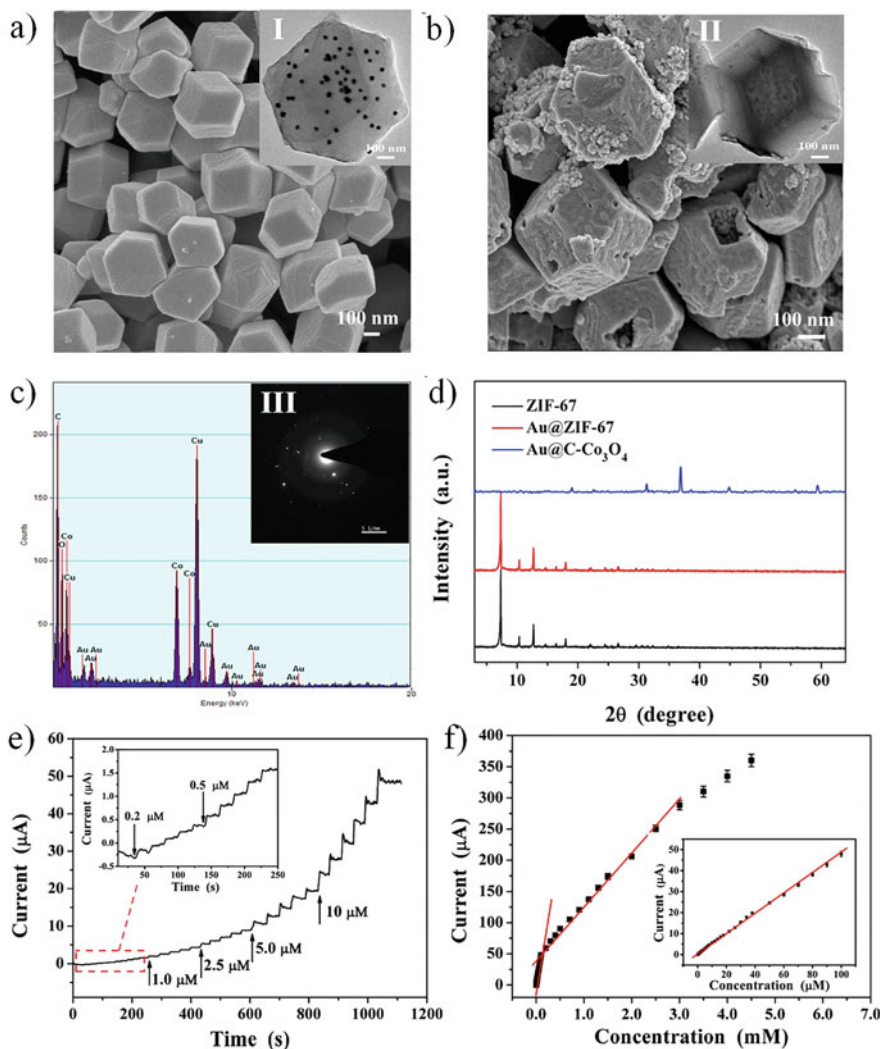 a)
I
100 nm
100 nm
b)
II
100 nm
100 nm
c)
III
C
Co
O
Cu
Au
Au
Co
Co
Cu
Au
Cu
Au
Au
Au
Au
Au
200
150
100
50
Counts
10
20
Energy (keV)
d)
ZIF-67
Au@ZIF-67
Au@C-Co₃O₄
Intensity (a.u.)
10 20 30 40 50 60
2θ (degree)
e)
Current (μA)
60
50
40
30
20
10
0
Current (μA)
2.0
1.5
1.0
0.5
0.0
-0.5
0.2 μM
0.5 μM
50 100 150 200 250
Time (s)
1.0 μM
2.5 μM
5.0 μM
10 μM
0 200 400 600 800 1000 1200
Time (s)
f)
Current (μA)
400
350
300
250
200
150
100
50
0
Current (μA)
50
40
30
20
10
0
0 20 40 60 80 100
Concentration (μM)
0.0 1.5 3.0 4.5 6.0 7.5
Concentration (mM)